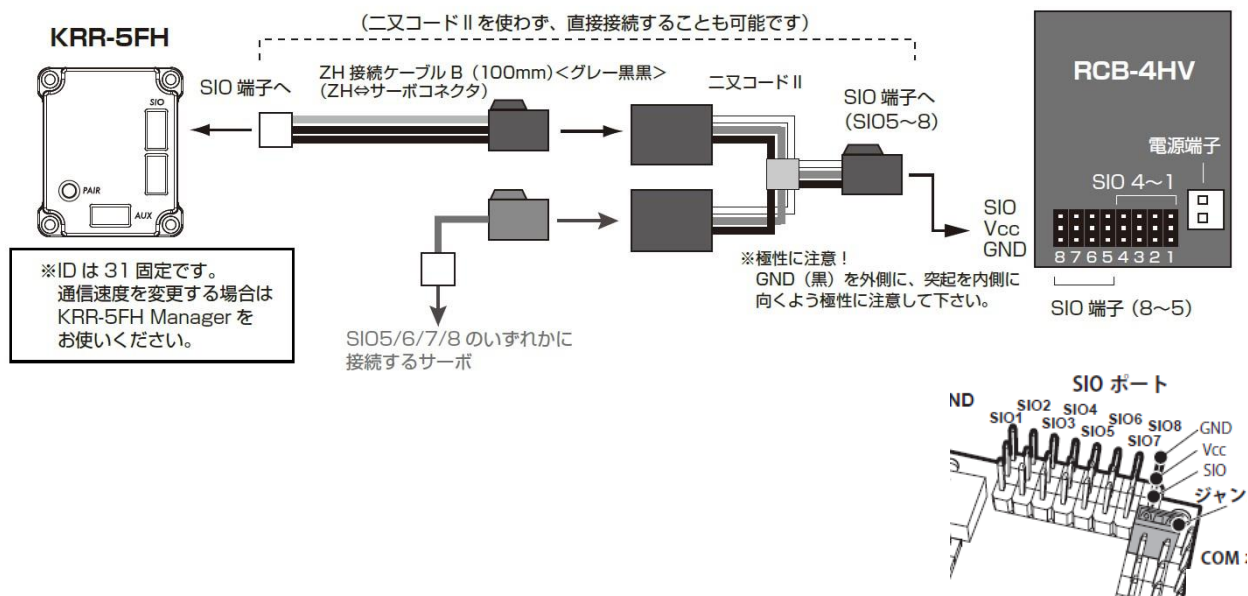 (二又コードⅡを使わず、直接接続することも可能です)
KRR-5FH
SIO 端子へ
ZH 接続ケーブル B（100mm）<グレー黒黒>
(ZH⇔サーボコネクタ)
二又コードⅡ
SIO 端子へ
(SIO5〜8)
RCB-4HV
電源端子
SIO 4〜1
SIO
PAIR
AUX
SIO
Vcc
GND
8 7 6 5 4 3 2 1
SIO 端子 (8〜5)
※極性に注意！
GND（黒）を外側に、突起を内側に
向くよう極性に注意して下さい。
※ID は 31 固定です。
通信速度を変更する場合は
KRR-5FH Manager を
お使いください。
SIO5/6/7/8 のいずれかに
接続するサーボ
SIO ポート
ND
SIO1
SIO2
SIO3
SIO4
SIO5
SIO6
SIO7
SIO8
GND
Vcc
SIO
ジャン
COM